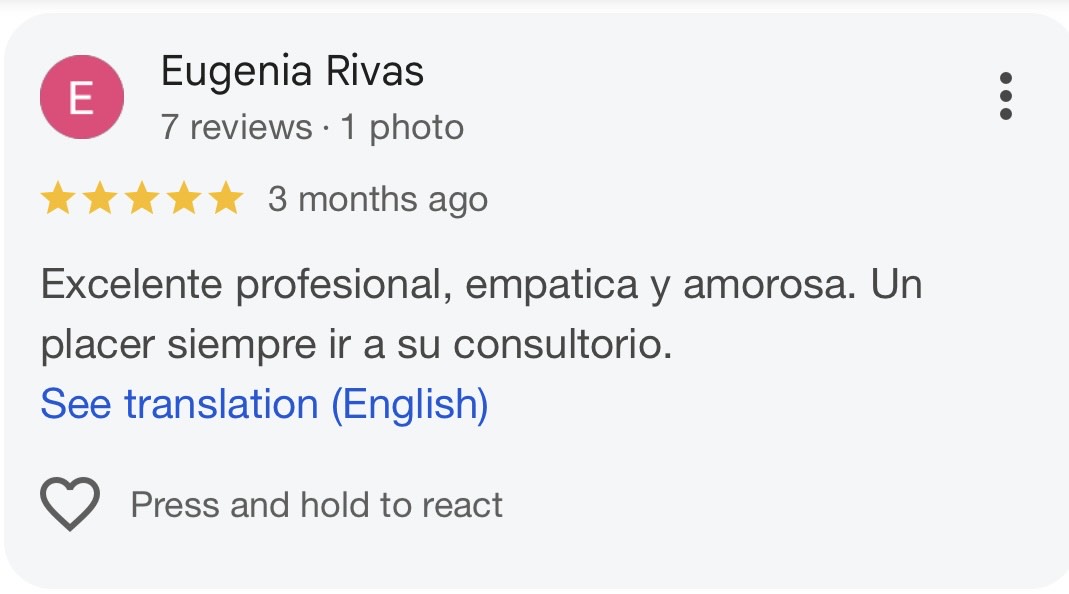 E
Eugenia Rivas
7 reviews · 1 photo
3 months ago
Excelente profesional, empatica y amorosa. Un
placer siempre ir a su consultorio.
See translation (English)
Press and hold to react